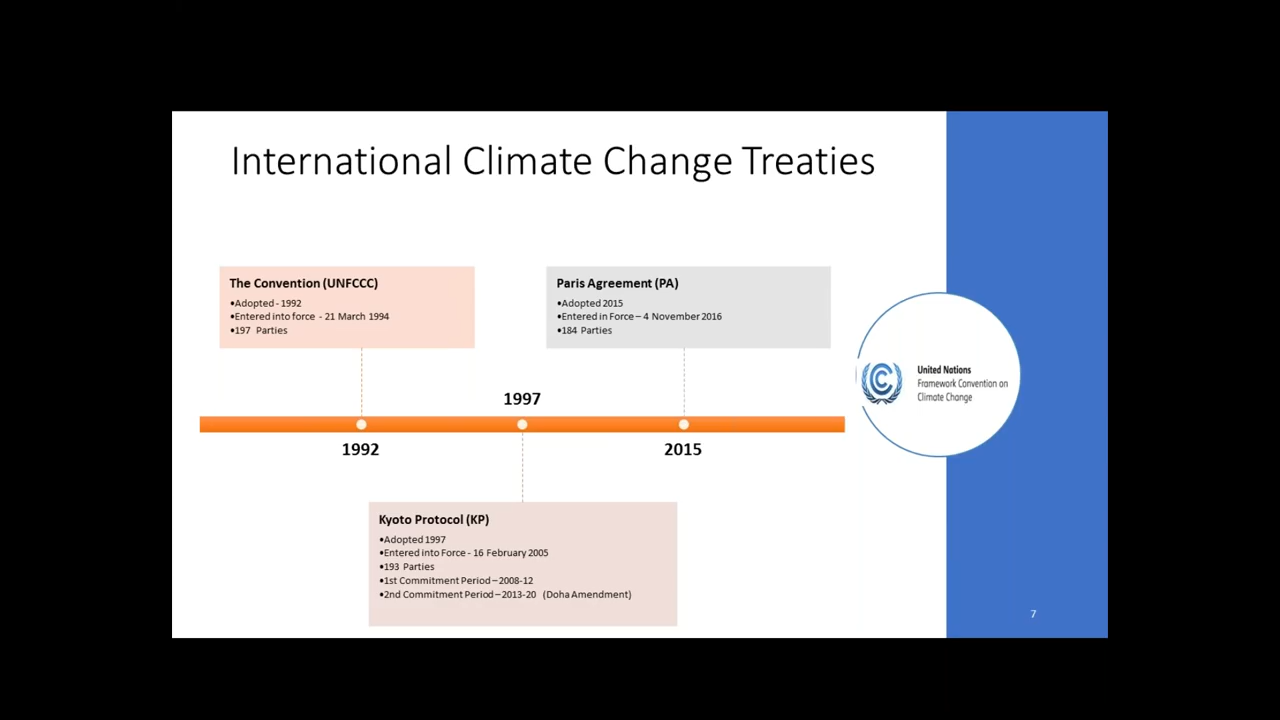 International Climate Change Treaties
The Convention (UNFCCC)
•Adopted - 1992
•Entered into force - 21 March 1994
•197 Parties
Paris Agreement (PA)
•Adopted 2015
•Entered in Force – 4 November 2016
•184 Parties
1997
1992
2015
United Nations
Framework Convention on
Climate Change
Kyoto Protocol (KP)
•Adopted 1997
•Entered into Force - 16 February 2005
•193 Parties
•1st Commitment Period – 2008-12
•2nd Commitment Period – 2013-20 (Doha Amendment)
7